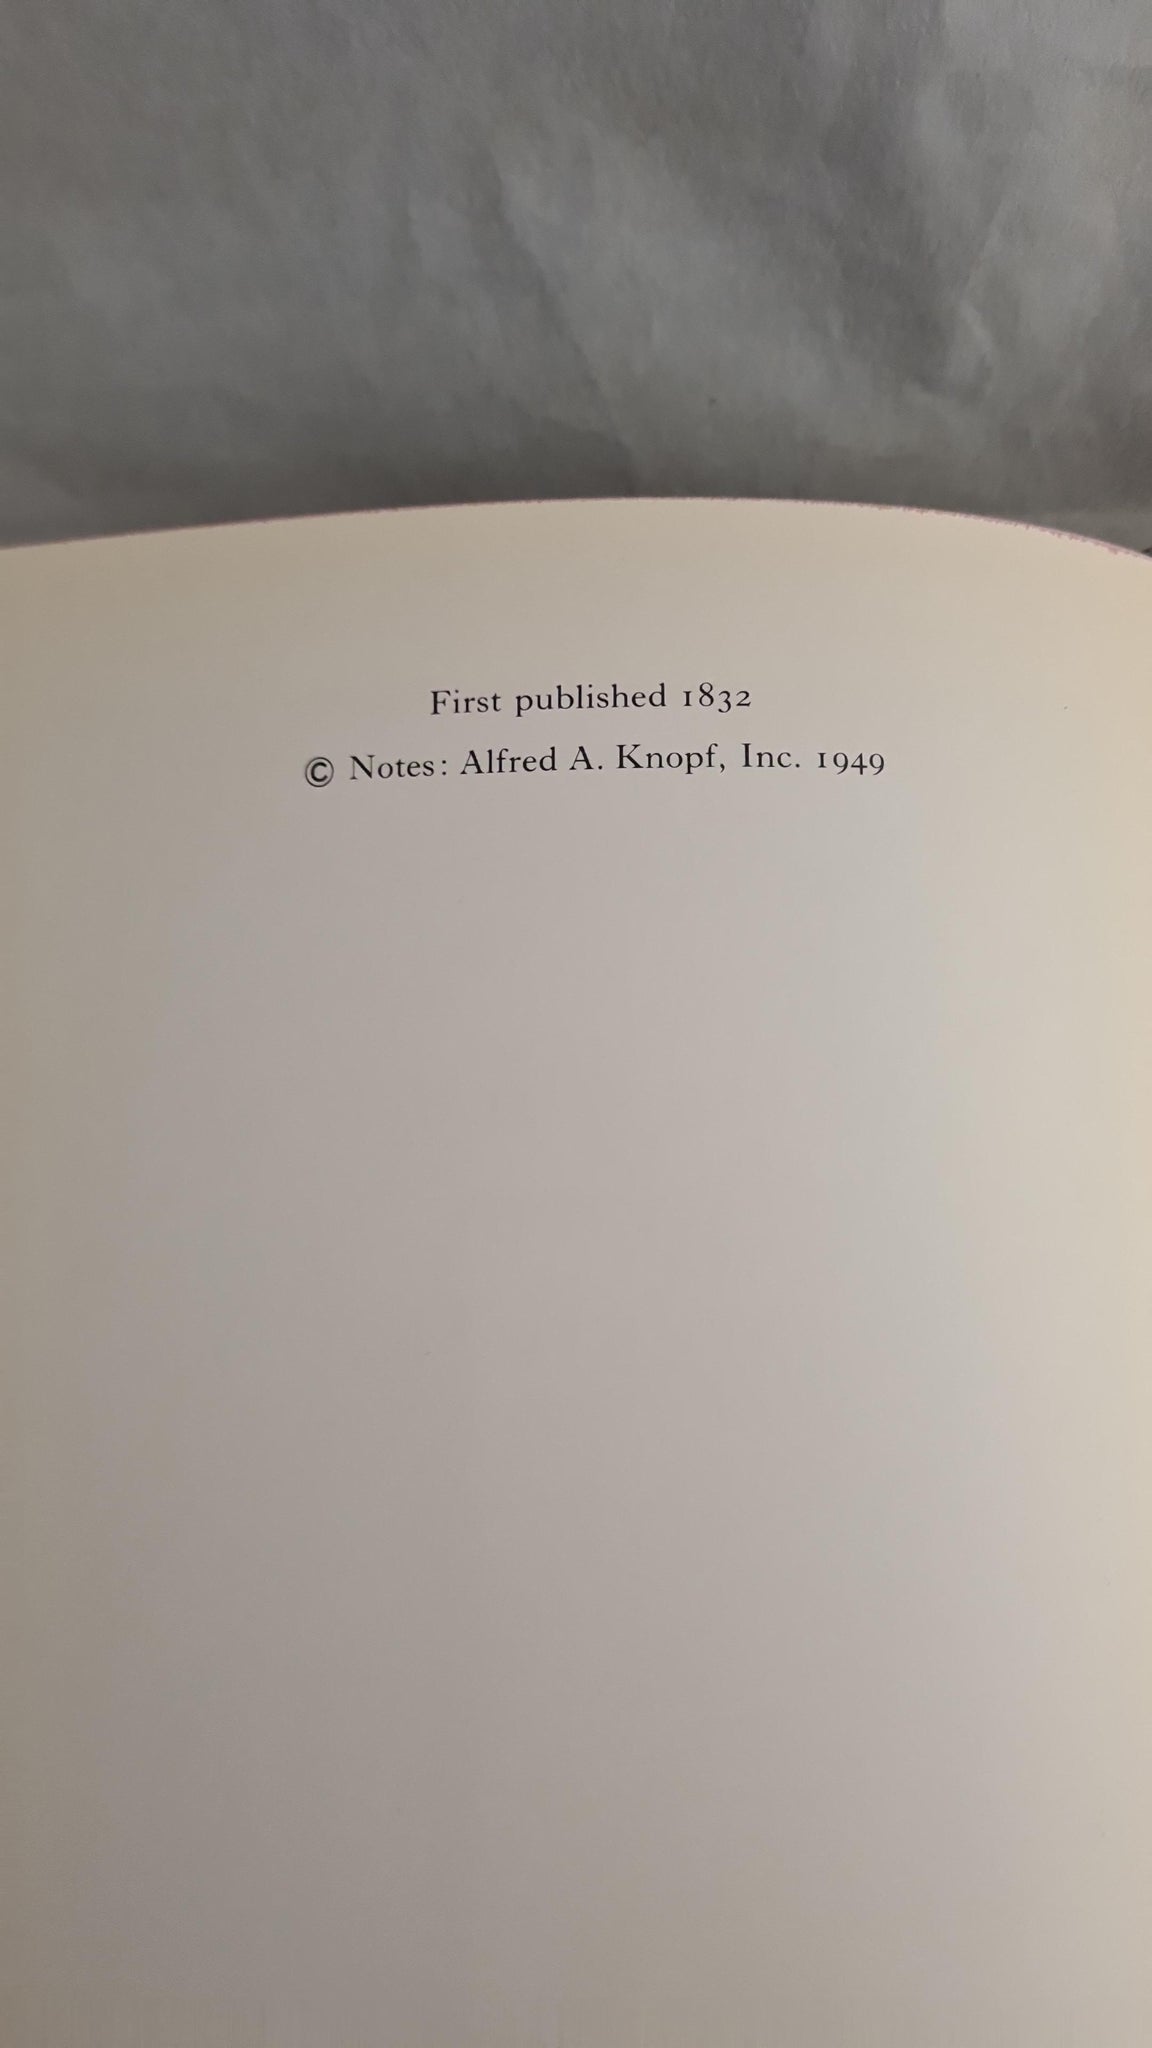 First published 1832
© Notes: Alfred A. Knopf, Inc. 1949